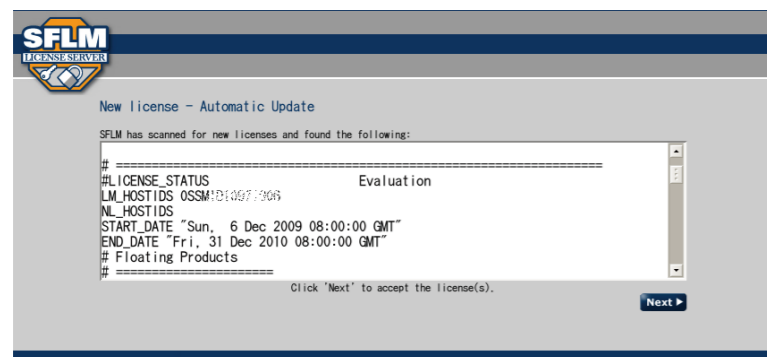 SFLM
LICENSE SERVER
New license - Automatic Update
SFLM has scanned for new licenses and found the following:
# ====================================================================
#LICENSE_STATUS Evaluation
LM_HOSTIDS
NL_HOSTIDS
START_DATE "Sun, 6 Dec 2009 08:00:00 GMT"
END_DATE "Fri, 31 Dec 2010 08:00:00 GMT"
# Floating Products
# ======================
Click 'Next' to accept the license(s).
Next